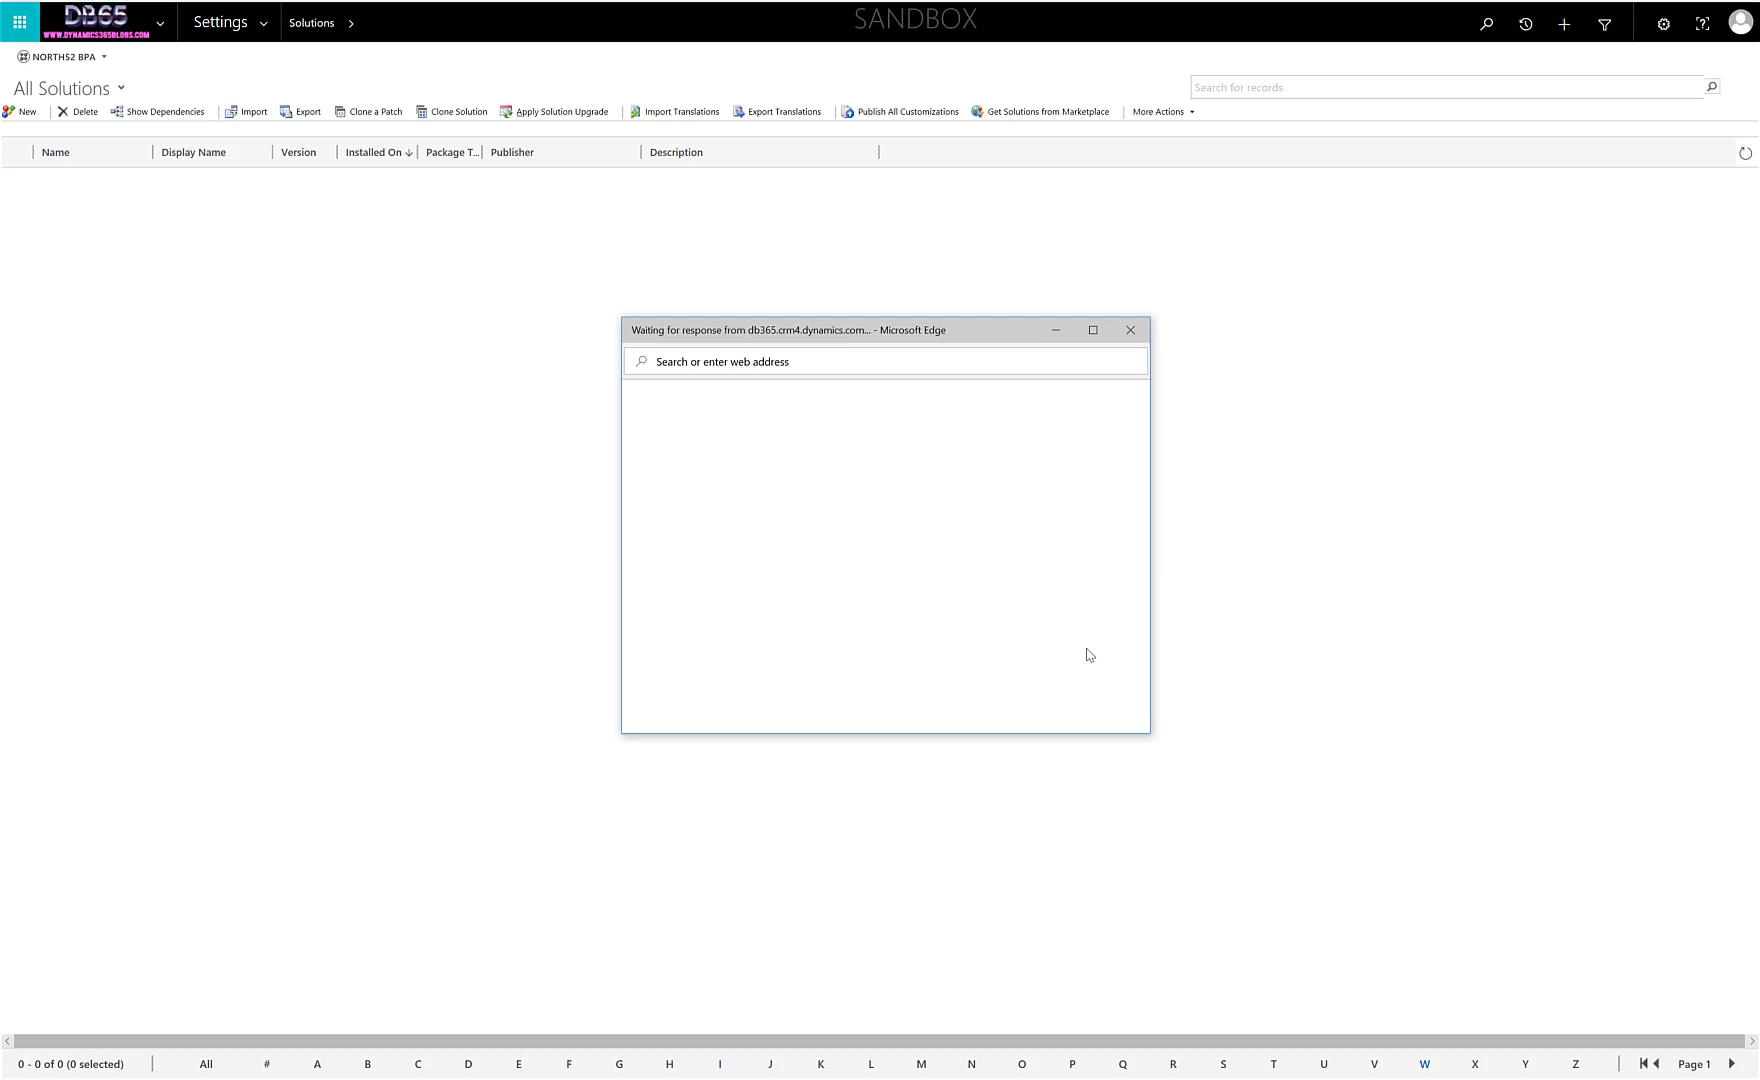 DB65
WWW.DYNAMICS365BLOBS.COM
Settings
Solutions
SANDBOX
NORTH52 BPA
All Solutions
Search for records
New
Delete
Show Dependencies
Import
Export
Clone a Patch
Clone Solution
Apply Solution Upgrade
Import Translations
Export Translations
Publish All Customizations
Get Solutions from Marketplace
More Actions
Name
Display Name
Version
Installed On
Package T...
Publisher
Description
Waiting for response from db365.crm4.dynamics.com... - Microsoft Edge
Search or enter web address
0 - 0 of 0 (0 selected)
All # A B C D E F G H I J K L M N O P Q R S T U V W X Y Z
Page 1